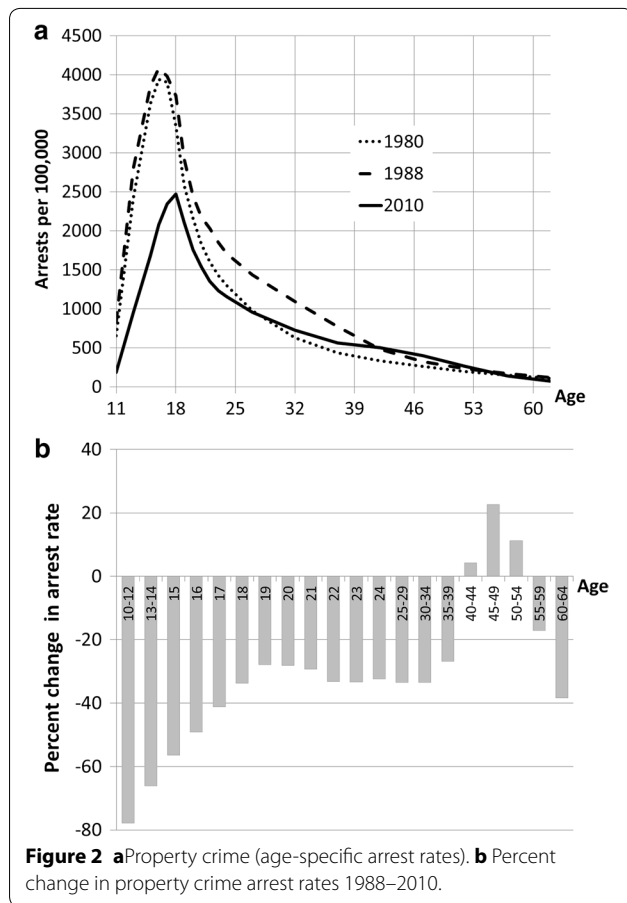 a
4500
4000
3500
3000
2500
2000
1500
1000
500
0
Arrests per 100,000
1980
1988
2010
11 18 25 32 39 46 53 60 Age
b
40
20
0
-20
-40
-60
-80
Percent change in arrest rate
10-12 13-14 15 16 17 18 19 20 21 22 23 24 25-29 30-34 35-39 40-44 45-49 50-54 55-59 60-64 Age
Figure 2 aProperty crime (age-specific arrest rates). b Percent
change in property crime arrest rates 1988–2010.